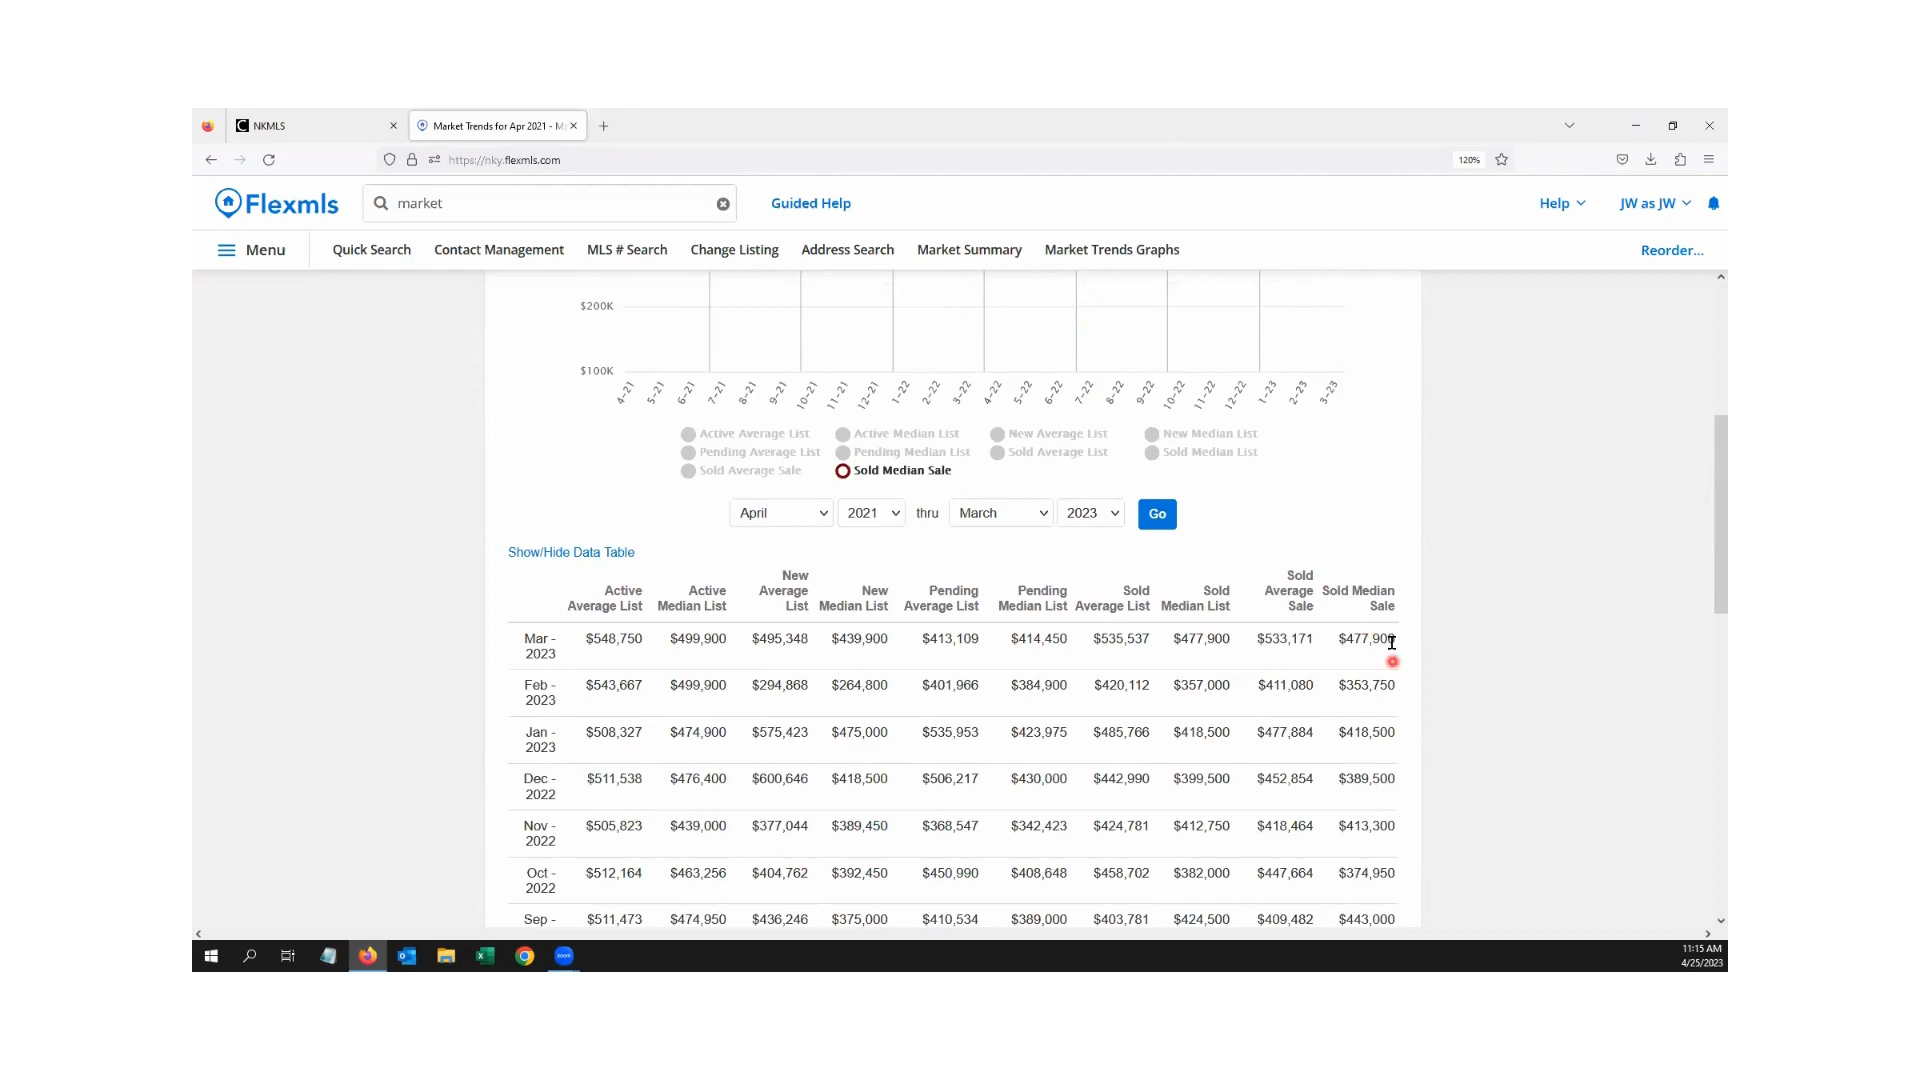 NKMLS
Market Trends for Apr 2021 - M
https://nky.flexmls.com
120%
Flexmls
market
Guided Help
Help
JW as JW
Menu
Quick Search
Contact Management
MLS # Search
Change Listing
Address Search
Market Summary
Market Trends Graphs
Reorder...
$200K
$100K
4-21 5-21 6-21 7-21 8-21 9-21 10-21 11-21 12-21 1-22 2-22 3-22 4-22 5-22 6-22 7-22 8-22 9-22 10-22 11-22 12-22 1-23 2-23 3-23
Active Average List Active Median List New Average List New Median List
Pending Average List Pending Median List Sold Average List Sold Median List
Sold Average Sale Sold Median Sale
April 2021 thru March 2023 Go
Show/Hide Data Table
Active Average List Active Median List New Average List New Median List Pending Average List Pending Median List Sold Average List Sold Median List Sold Average Sale Sold Median Sale
Mar - 2023 $548,750 $499,900 $495,348 $439,900 $413,109 $414,450 $535,537 $477,900 $533,171 $477,900
Feb - 2023 $543,667 $499,900 $294,868 $264,800 $401,966 $384,900 $420,112 $357,000 $411,080 $353,750
Jan - 2023 $508,327 $474,900 $575,423 $475,000 $535,953 $423,975 $485,766 $418,500 $477,884 $418,500
Dec - 2022 $511,538 $476,400 $600,646 $418,500 $506,217 $430,000 $442,990 $399,500 $452,854 $389,500
Nov - 2022 $505,823 $439,000 $377,044 $389,450 $368,547 $342,423 $424,781 $412,750 $418,464 $413,300
Oct - 2022 $512,164 $463,256 $404,762 $392,450 $450,990 $408,648 $458,702 $382,000 $447,664 $374,950
Sep - $511,473 $474,950 $436,246 $375,000 $410,534 $389,000 $403,781 $424,500 $409,482 $443,000
zoom
11:15 AM
4/25/2023